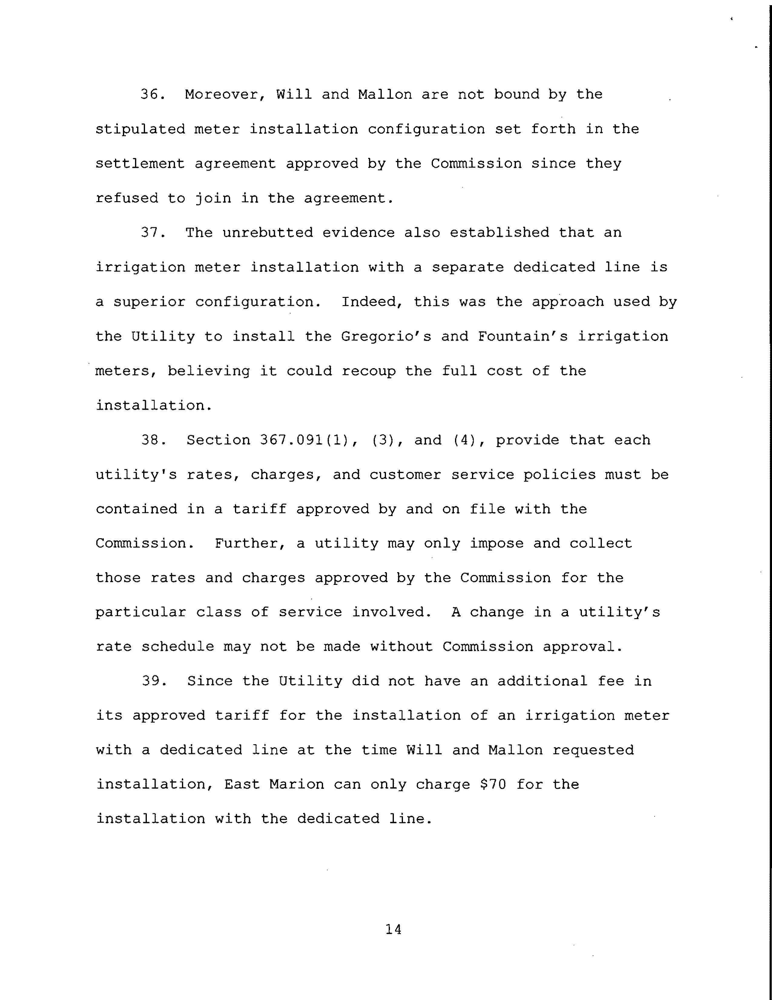 36. Moreover, Will and Mallon are not bound by the
stipulated meter installation configuration set forth in the
settlement agreement approved by the Commission since they
refused to join in the agreement.
37. The unrebutted evidence also established that an
irrigation meter installation with a separate dedicated line is
a superior configuration. Indeed, this was the approach used by
the Utility to install the Gregorio's and Fountain's irrigation
meters, believing it could recoup the full cost of the
installation.
38. Section 367.091(1), (3), and (4), provide that each
utility's rates, charges, and customer service policies must be
contained in a tariff approved by and on file with the
Commission. Further, a utility may only impose and collect
those rates and charges approved by the Commission for the
particular class of service involved. A change in a utility's
rate schedule may not be made without Commission approval.
39. Since the Utility did not have an additional fee in
its approved tariff for the installation of an irrigation meter
with a dedicated line at the time Will and Mallon requested
installation, East Marion can only charge $70 for the
installation with the dedicated line.
14